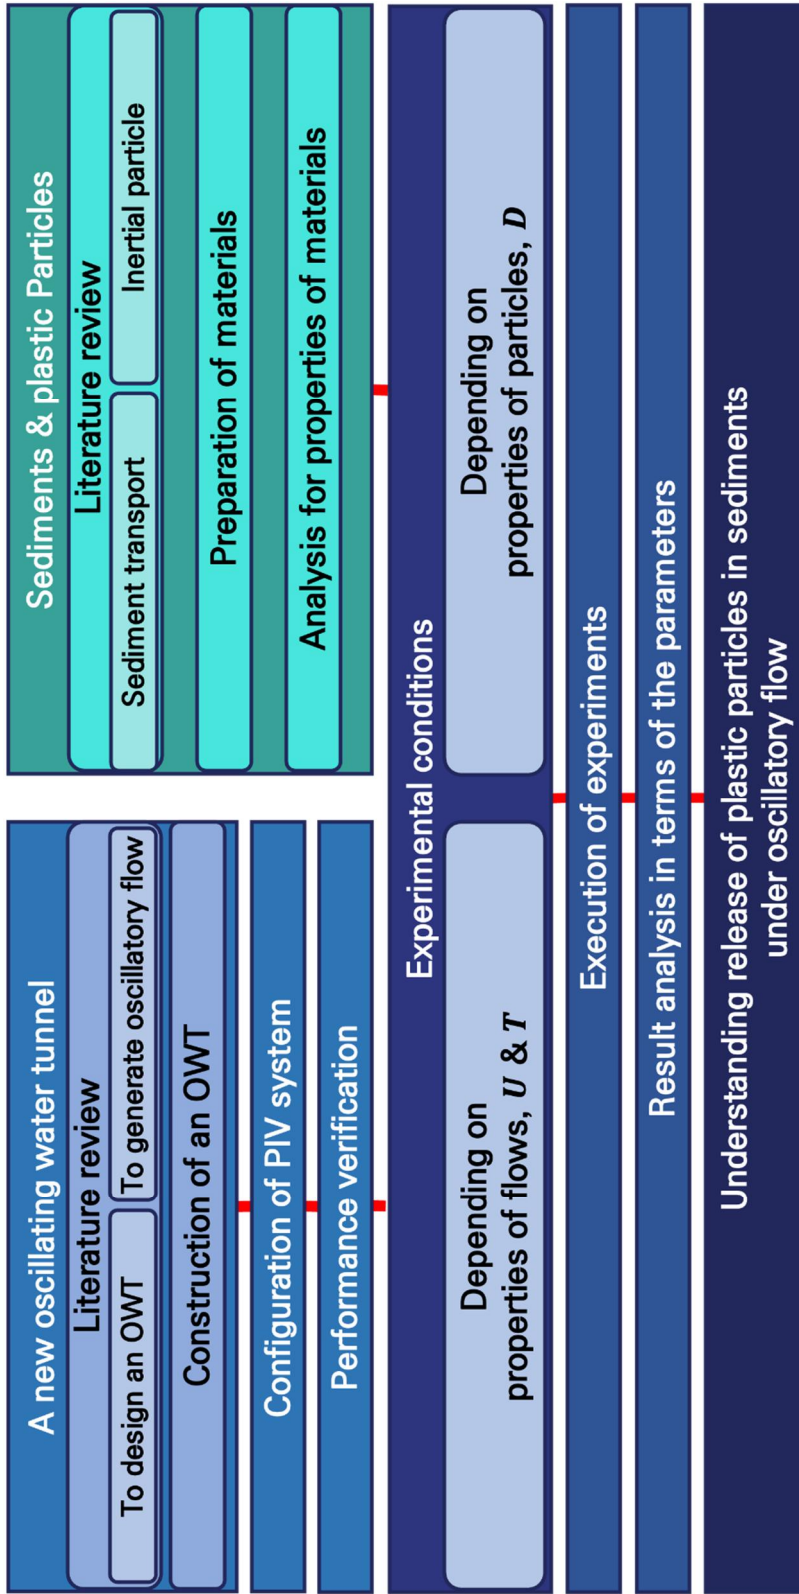 A new oscillating water tunnel
Literature review
To design an OWT
To generate oscillatory flow
Construction of an OWT
Configuration of PIV system
Performance verification
Sediments & plastic Particles
Literature review
Sediment transport
Inertial particle
Preparation of materials
Analysis for properties of materials
Experimental conditions
Depending on
properties of flows, U & T
Depending on
properties of particles, D
Execution of experiments
Result analysis in terms of the parameters
Understanding release of plastic particles in sediments
under oscillatory flow